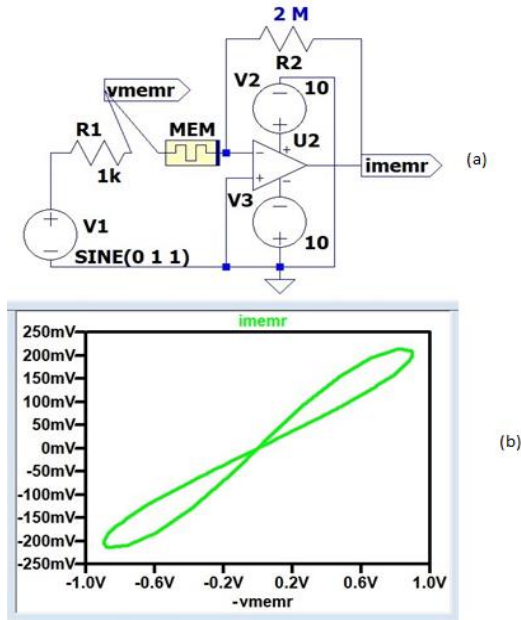 2 M
R2
V2
10
vmemr
R1
MEM
U2
1k
imemr
(a)
V3
V1
10
SINE(0 1 1)
imemr
250mV
200mV
150mV
100mV
50mV
0mV
-50mV
-100mV
-150mV
-200mV
-250mV
(b)
-1.0V -0.6V -0.2V 0.2V 0.6V 1.0V
-vmemr